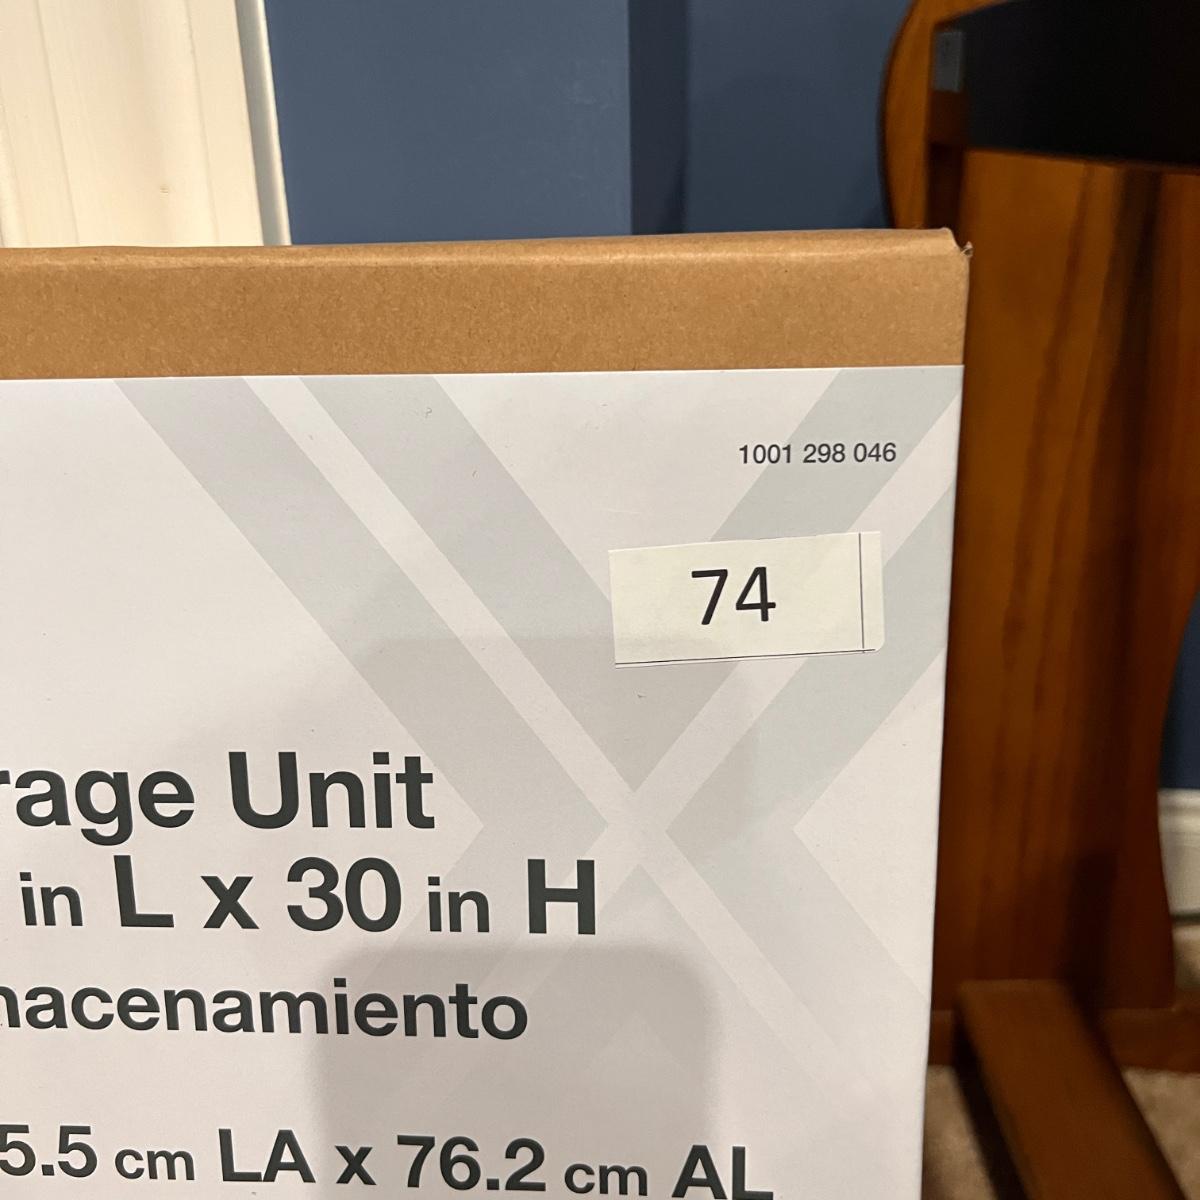 1001 298 046
74
rage Unit
in L x 30 in H
macenamiento
5.5 cm LA x 76.2 cm AL